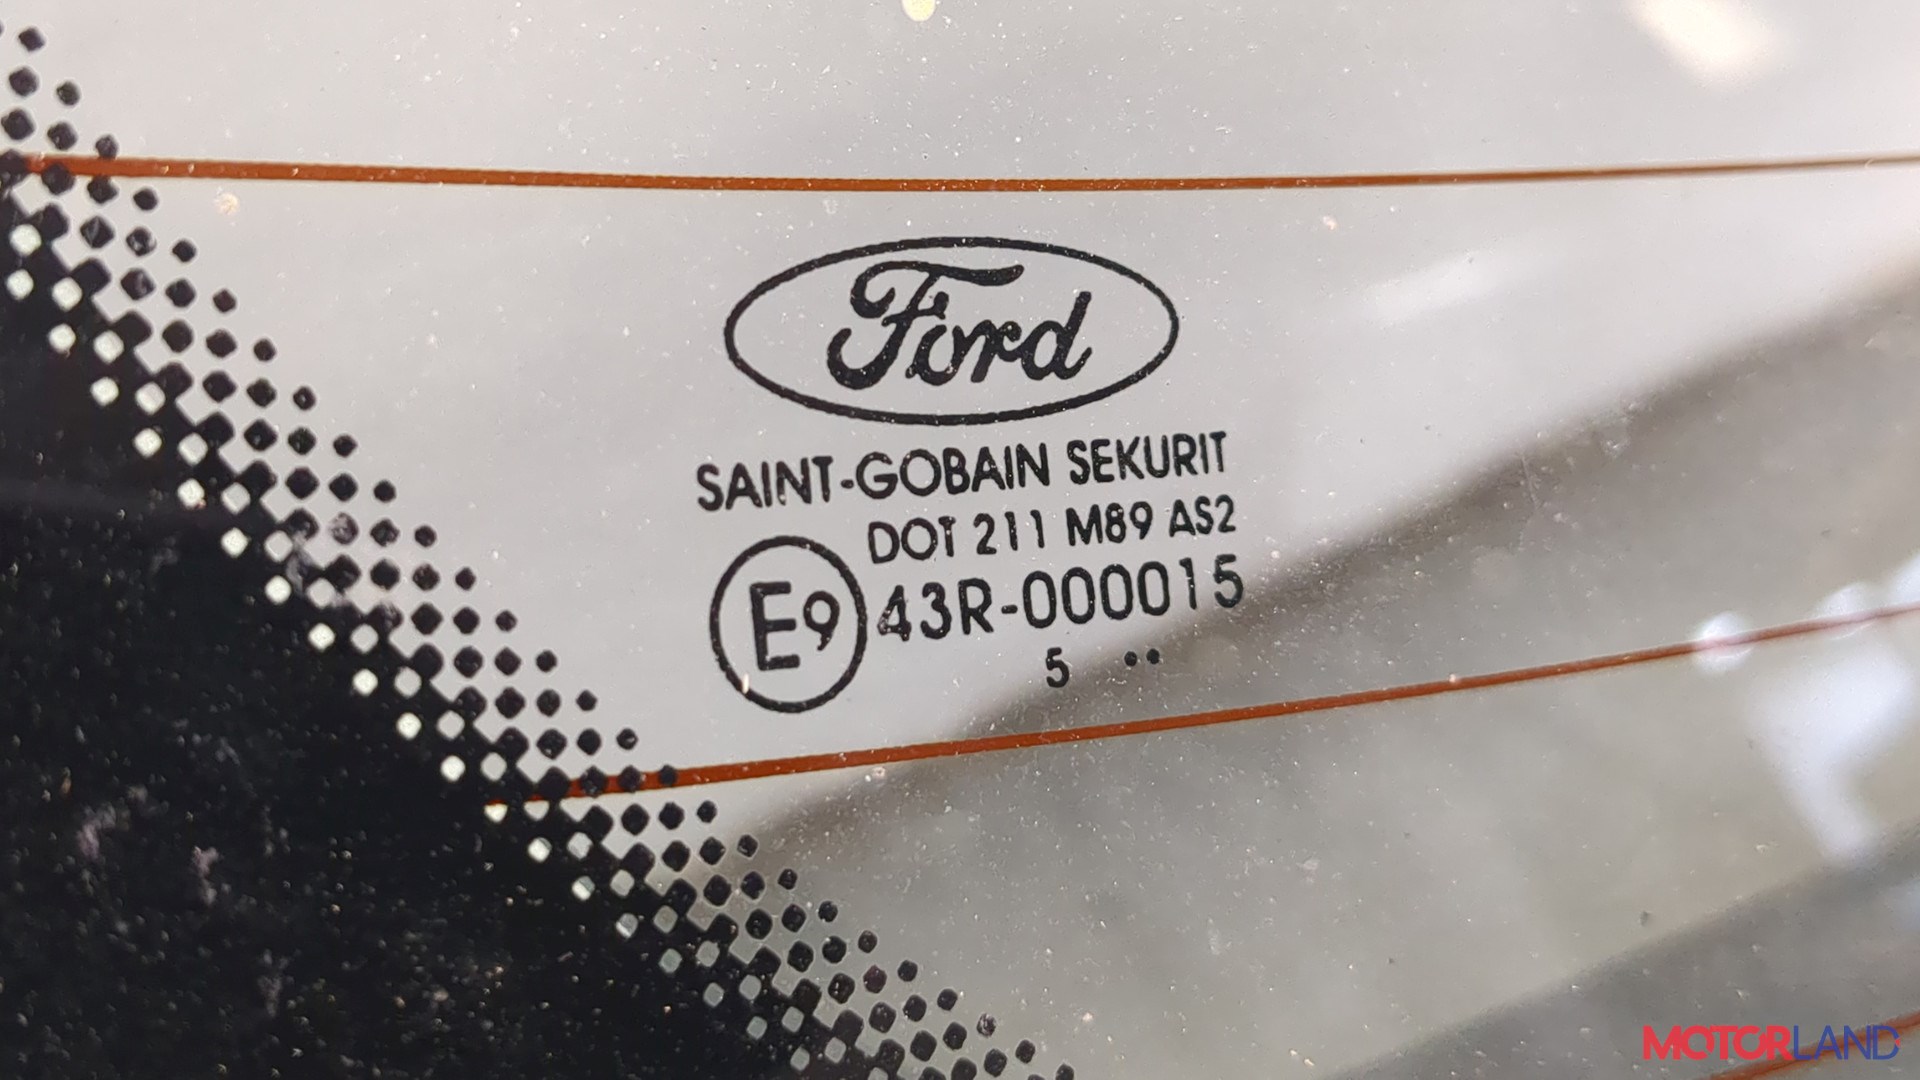 Ford
SAINT-GOBAIN SEKURIT
DOT 211 M89 AS2
E9 43R-000015
5 ••
MOTORLAND